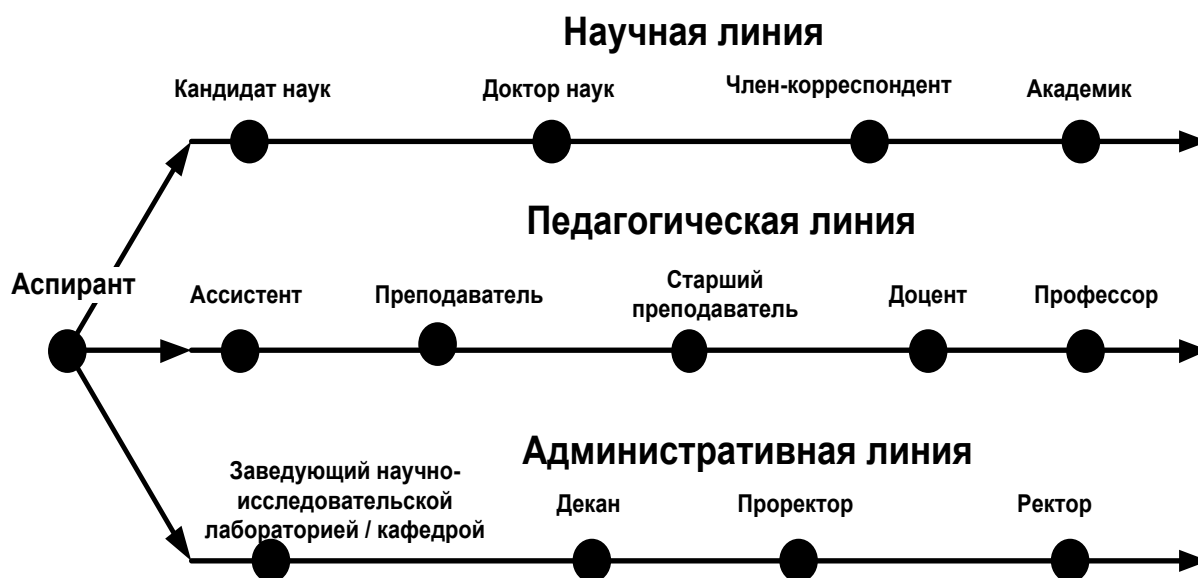 Научная линия
Кандидат наук
Доктор наук
Член-корреспондент
Академик
Педагогическая линия
Аспирант
Ассистент
Преподаватель
Старший
преподаватель
Доцент
Профессор
Административная линия
Заведующий научно-
исследовательской
лабораторией / кафедрой
Декан
Проректор
Ректор